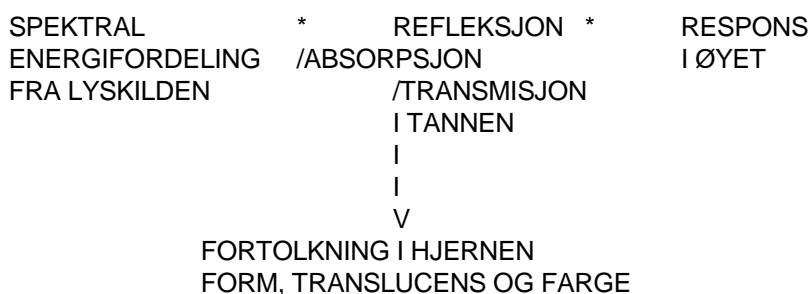 SPEKTRAL * REFLEKSJON * RESPONS
ENERGIFORDELING /ABSORPSJON I ØYET
FRA LYSKILDEN /TRANSMISJON
I TANNEN
I
I
V
FORTOLKNING I HJERNEN
FORM, TRANSLUCENS OG FARGE